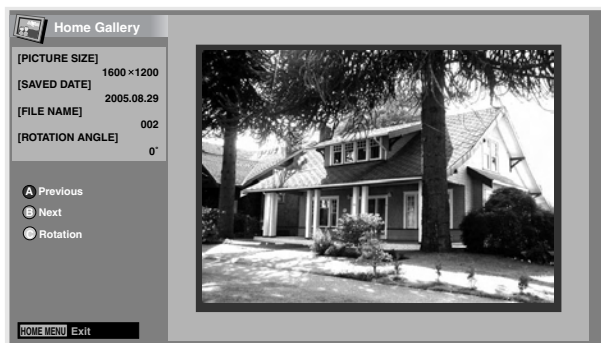 Home Gallery
[PICTURE SIZE]
1600×1200
[SAVED DATE]
2005.08.29
[FILE NAME]
002
[ROTATION ANGLE]
0°
A Previous
B Next
C Rotation
HOME MENU Exit